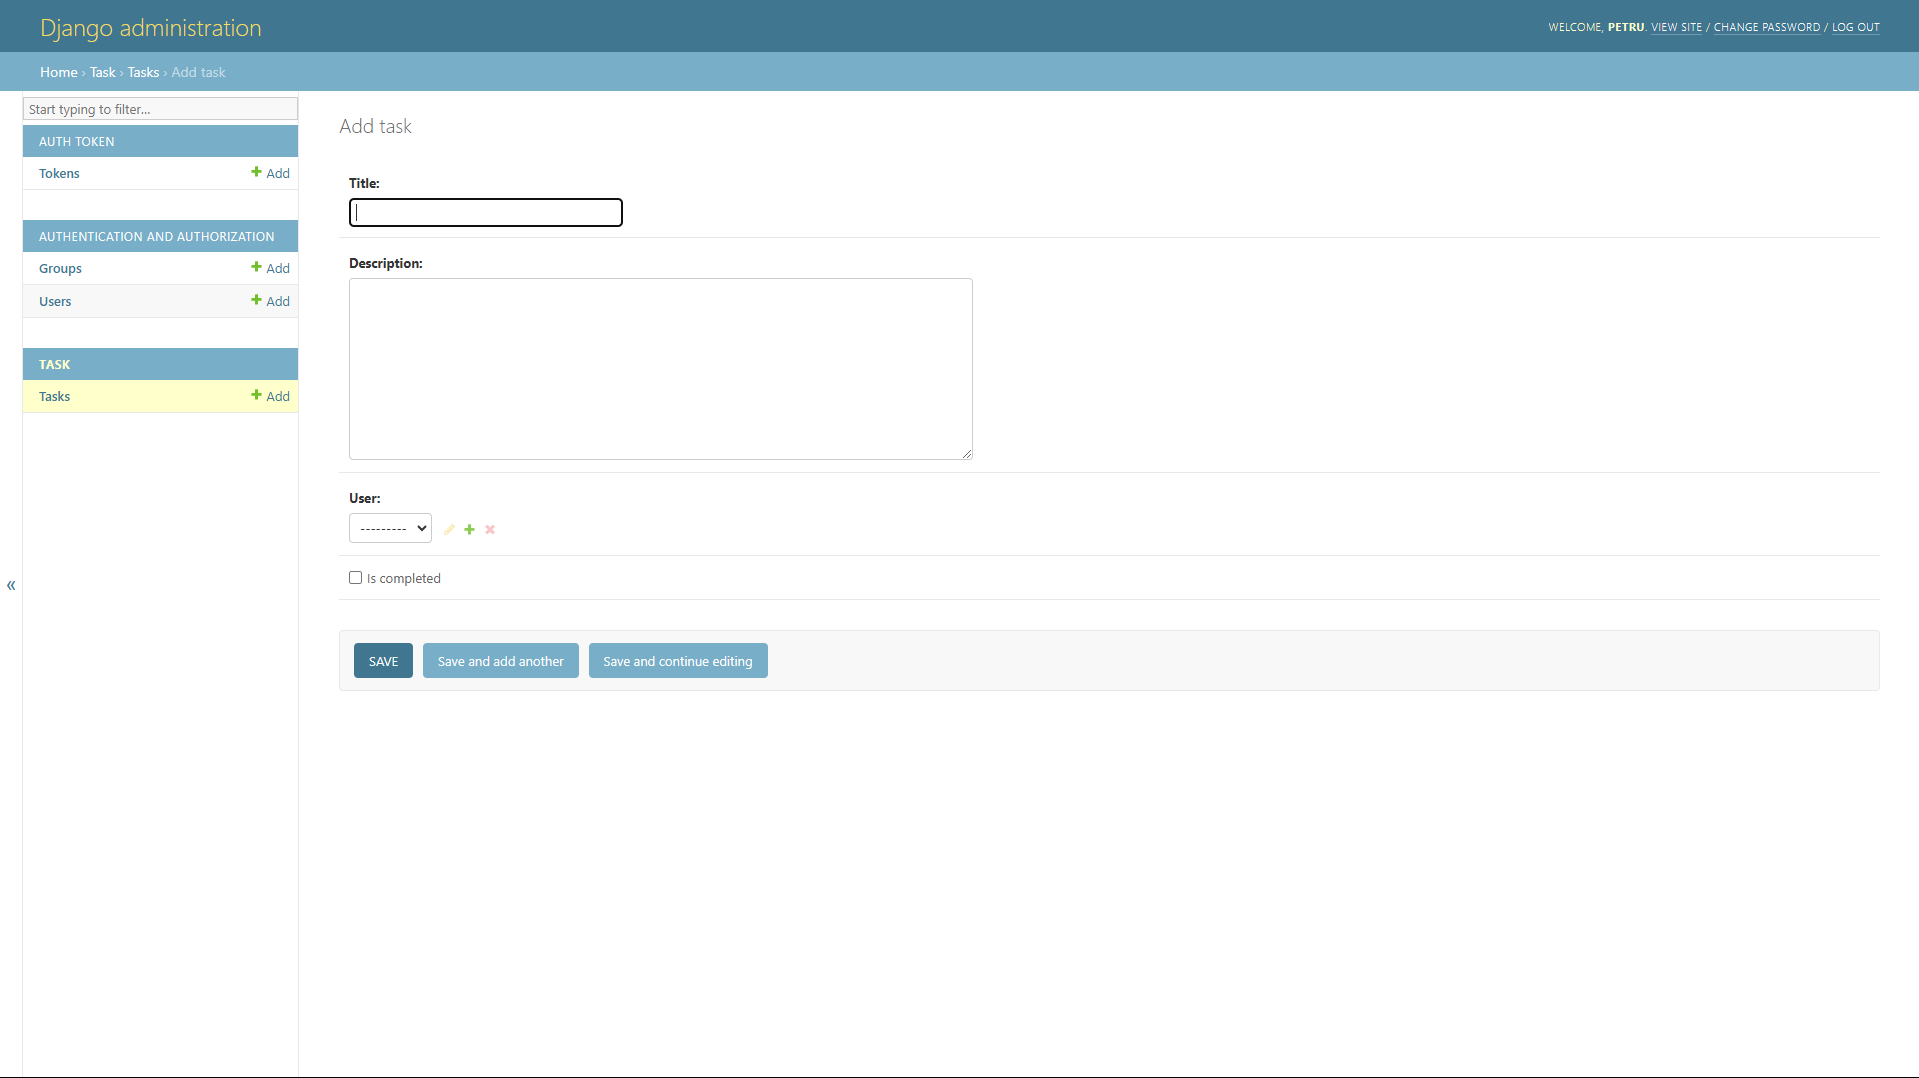 Django administration
WELCOME, PETRU. VIEW SITE / CHANGE PASSWORD / LOG OUT
Home › Task › Tasks › Add task
Start typing to filter...
AUTH TOKEN
Tokens
Add
AUTHENTICATION AND AUTHORIZATION
Groups
Add
Users
Add
TASK
Tasks
Add
«
Add task
Title:
Description:
User:
---------
Is completed
SAVE
Save and add another
Save and continue editing